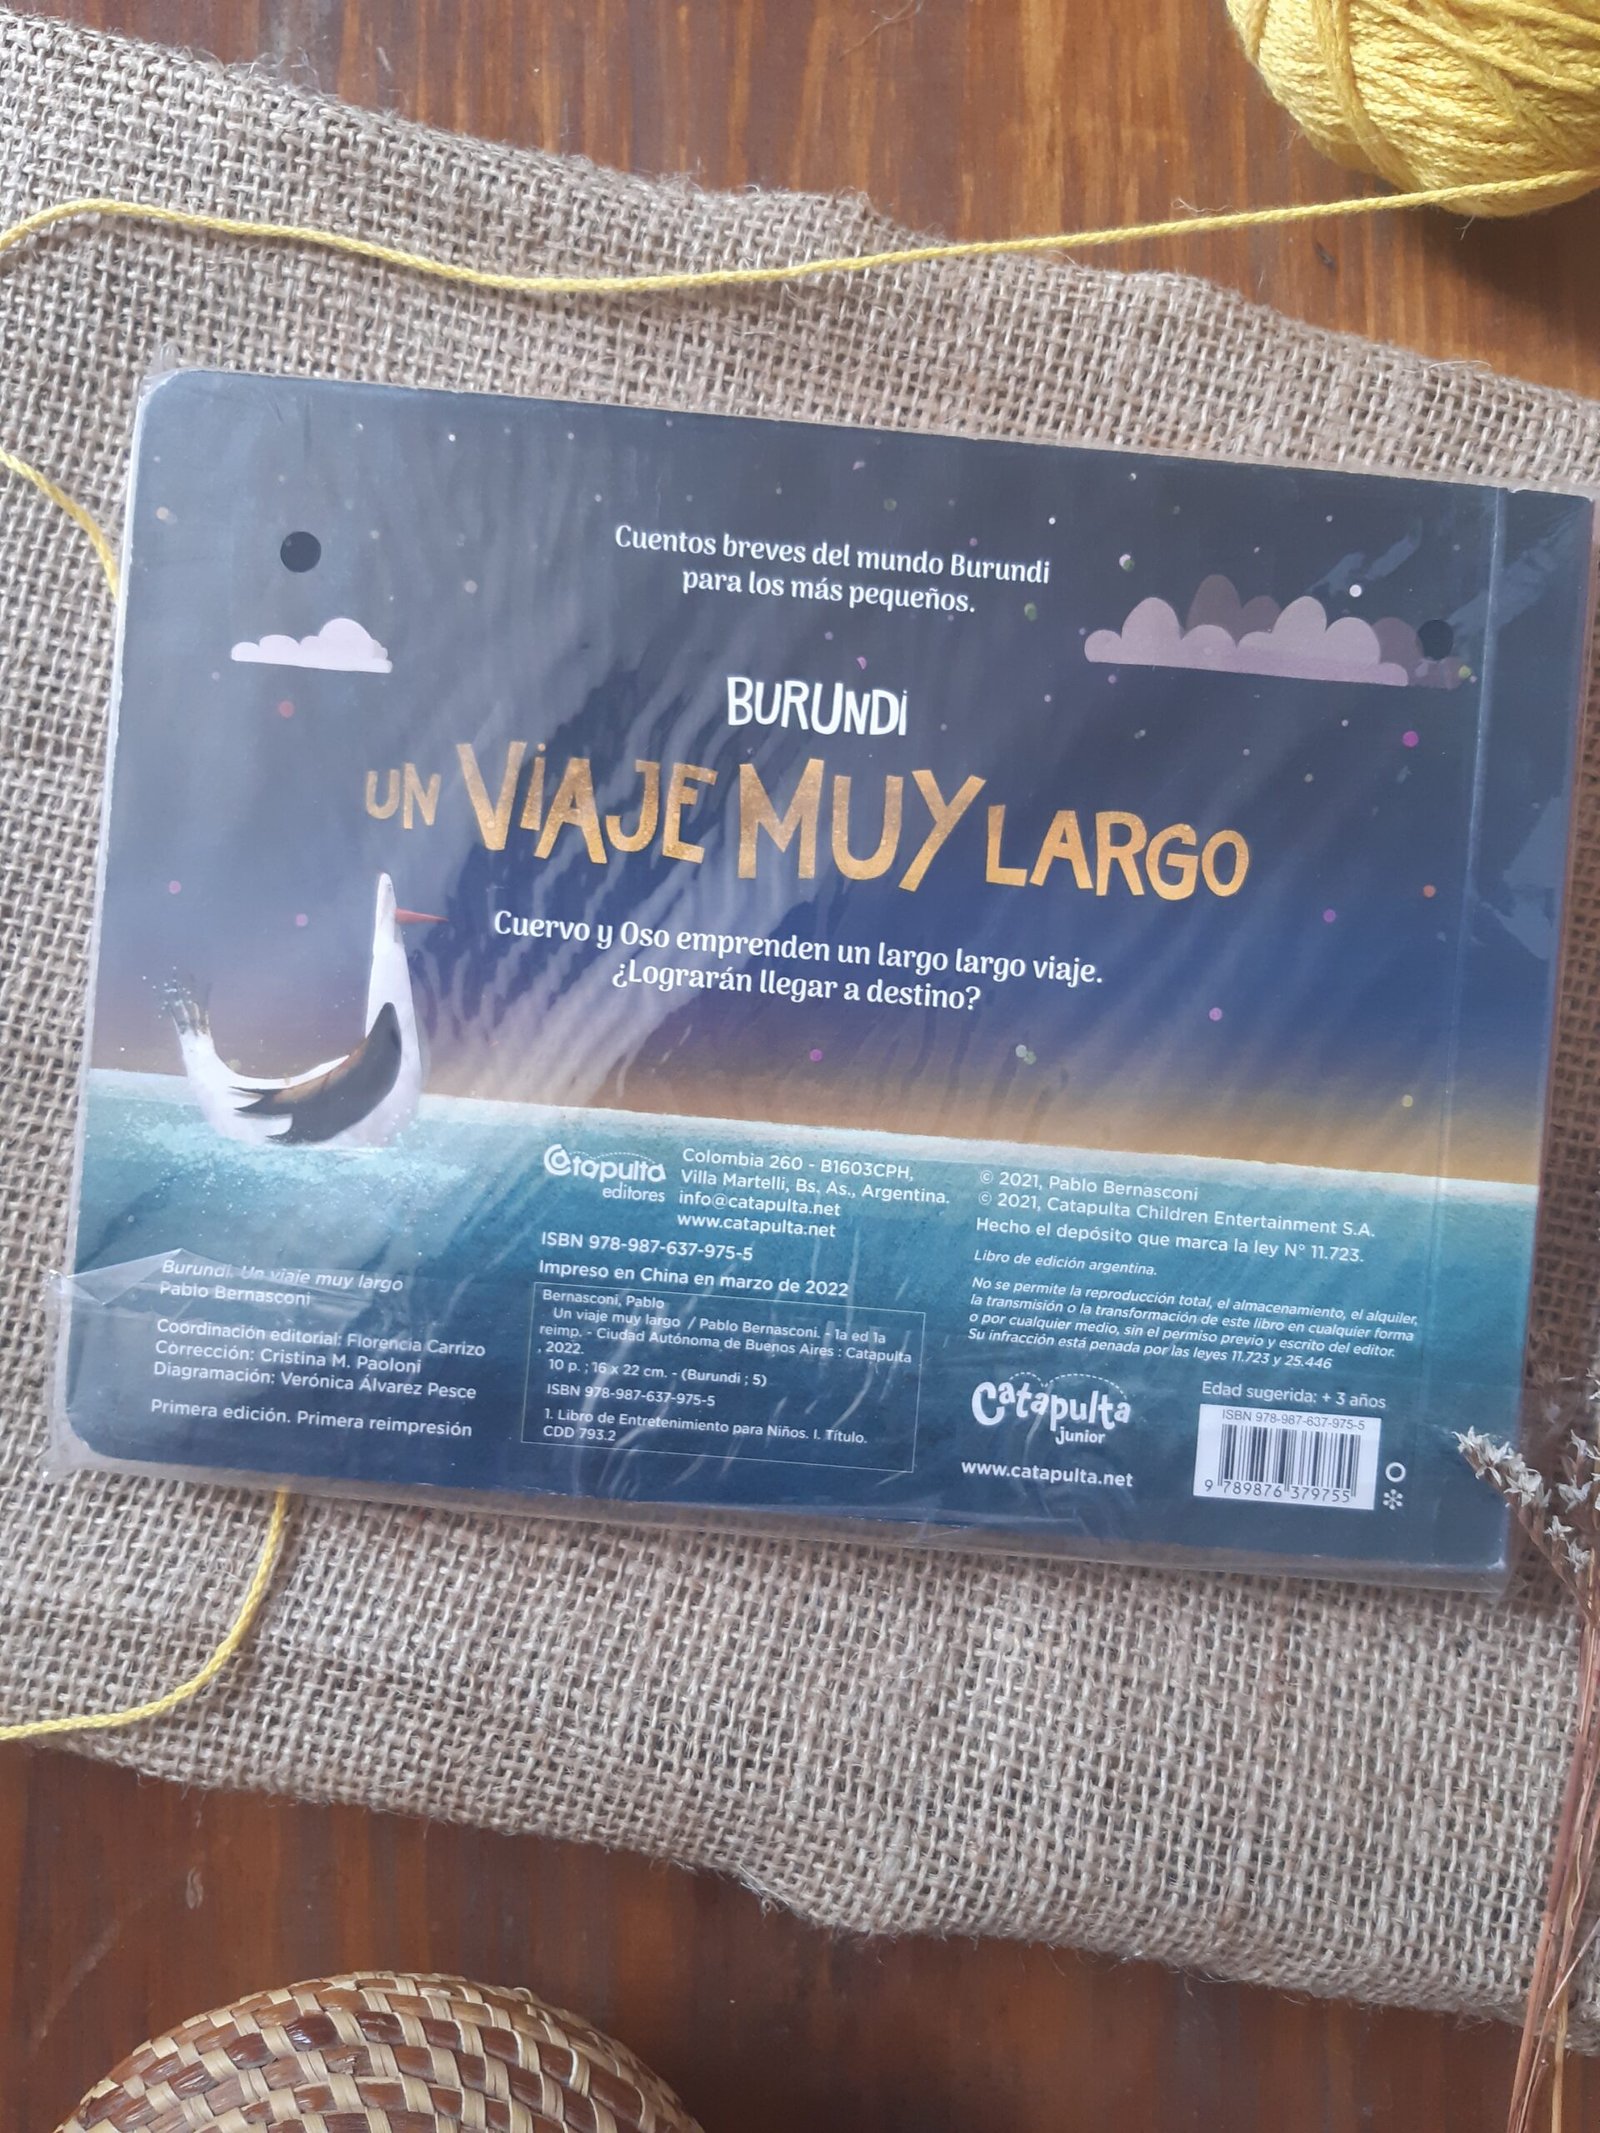 Cuentos breves del mundo Burundi
para los más pequeños.
BURUNDi
UN ViAJE MUY LARGO
Cuervo y Oso emprenden un largo largo viaje.
¿Lograrán llegar a destino?
Burundi. Un viaje muy largo
Pablo Bernasconi
Coordinación editorial: Florencia Carrizo
Corrección: Cristina M. Paoloni
Diagramación: Verónica Álvarez Pesce
Primera edición. Primera reimpresión
Catapulta
editores
Colombia 260 - B1603CPH,
Villa Martelli, Bs. As., Argentina.
info@catapulta.net
www.catapulta.net
ISBN 978-987-637-975-5
Impreso en China en marzo de 2022
Bernasconi, Pablo
Un viaje muy largo / Pablo Bernasconi. - 1a ed 1a
reimp. - Ciudad Autónoma de Buenos Aires : Catapulta
, 2022.
10 p. ; 16 x 22 cm. - (Burundi ; 5)
ISBN 978-987-637-975-5
1. Libro de Entretenimiento para Niños. I. Título.
CDD 793.2
© 2021, Pablo Bernasconi
© 2021, Catapulta Children Entertainment S.A.
Hecho el depósito que marca la ley N° 11.723.
Libro de edición argentina.
No se permite la reproducción total, el almacenamiento, el alquiler,
la transmisión o la transformación de este libro en cualquier forma
o por cualquier medio, sin el permiso previo y escrito del editor.
Su infracción está penada por las leyes 11.723 y 25.446
Catapulta
junior
www.catapulta.net
Edad sugerida: + 3 años
ISBN 978-987-637-975-5
9 789876 379755